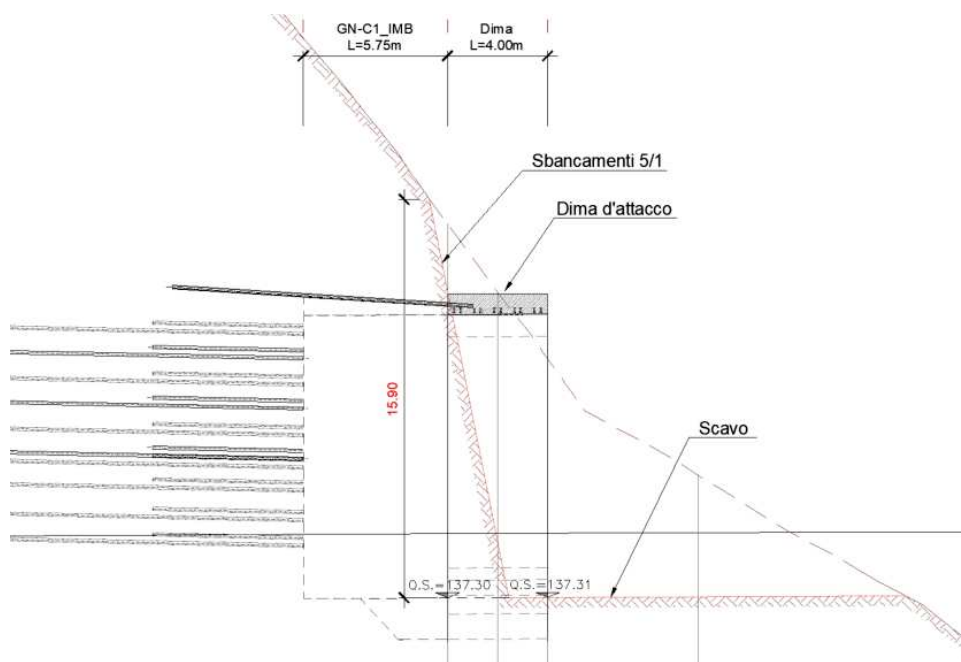 GN-C1_IMB
L=5.75m
Dima
L=4.00m
Sbancamenti 5/1
Dima d'attacco
15.90
Scavo
Q.S.=137.30
Q.S.=137.31